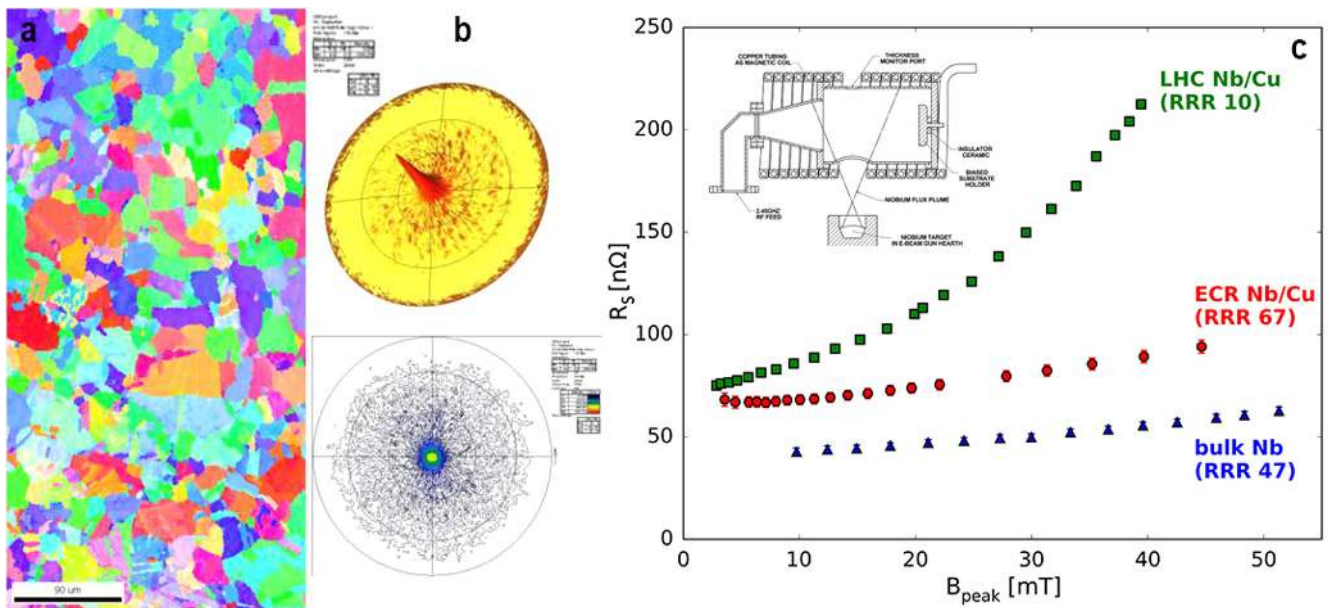 a
90 um
b
c
250
200
150
100
50
0
R_S [nΩ]
0
10
20
30
40
50
B_peak [mT]
COPPER TUBING
AS MAGNETIC COIL
THICKNESS
MONITOR PORT
INSULATOR
CERAMIC
BIASED
SUBSTRATE
HOLDER
2.45GHZ
RF FEED
NIOBIUM FLUX PLUME
NIOBIUM TARGET
IN E-BEAM GUN HEARTH
LHC Nb/Cu
(RRR 10)
ECR Nb/Cu
(RRR 67)
bulk Nb
(RRR 47)